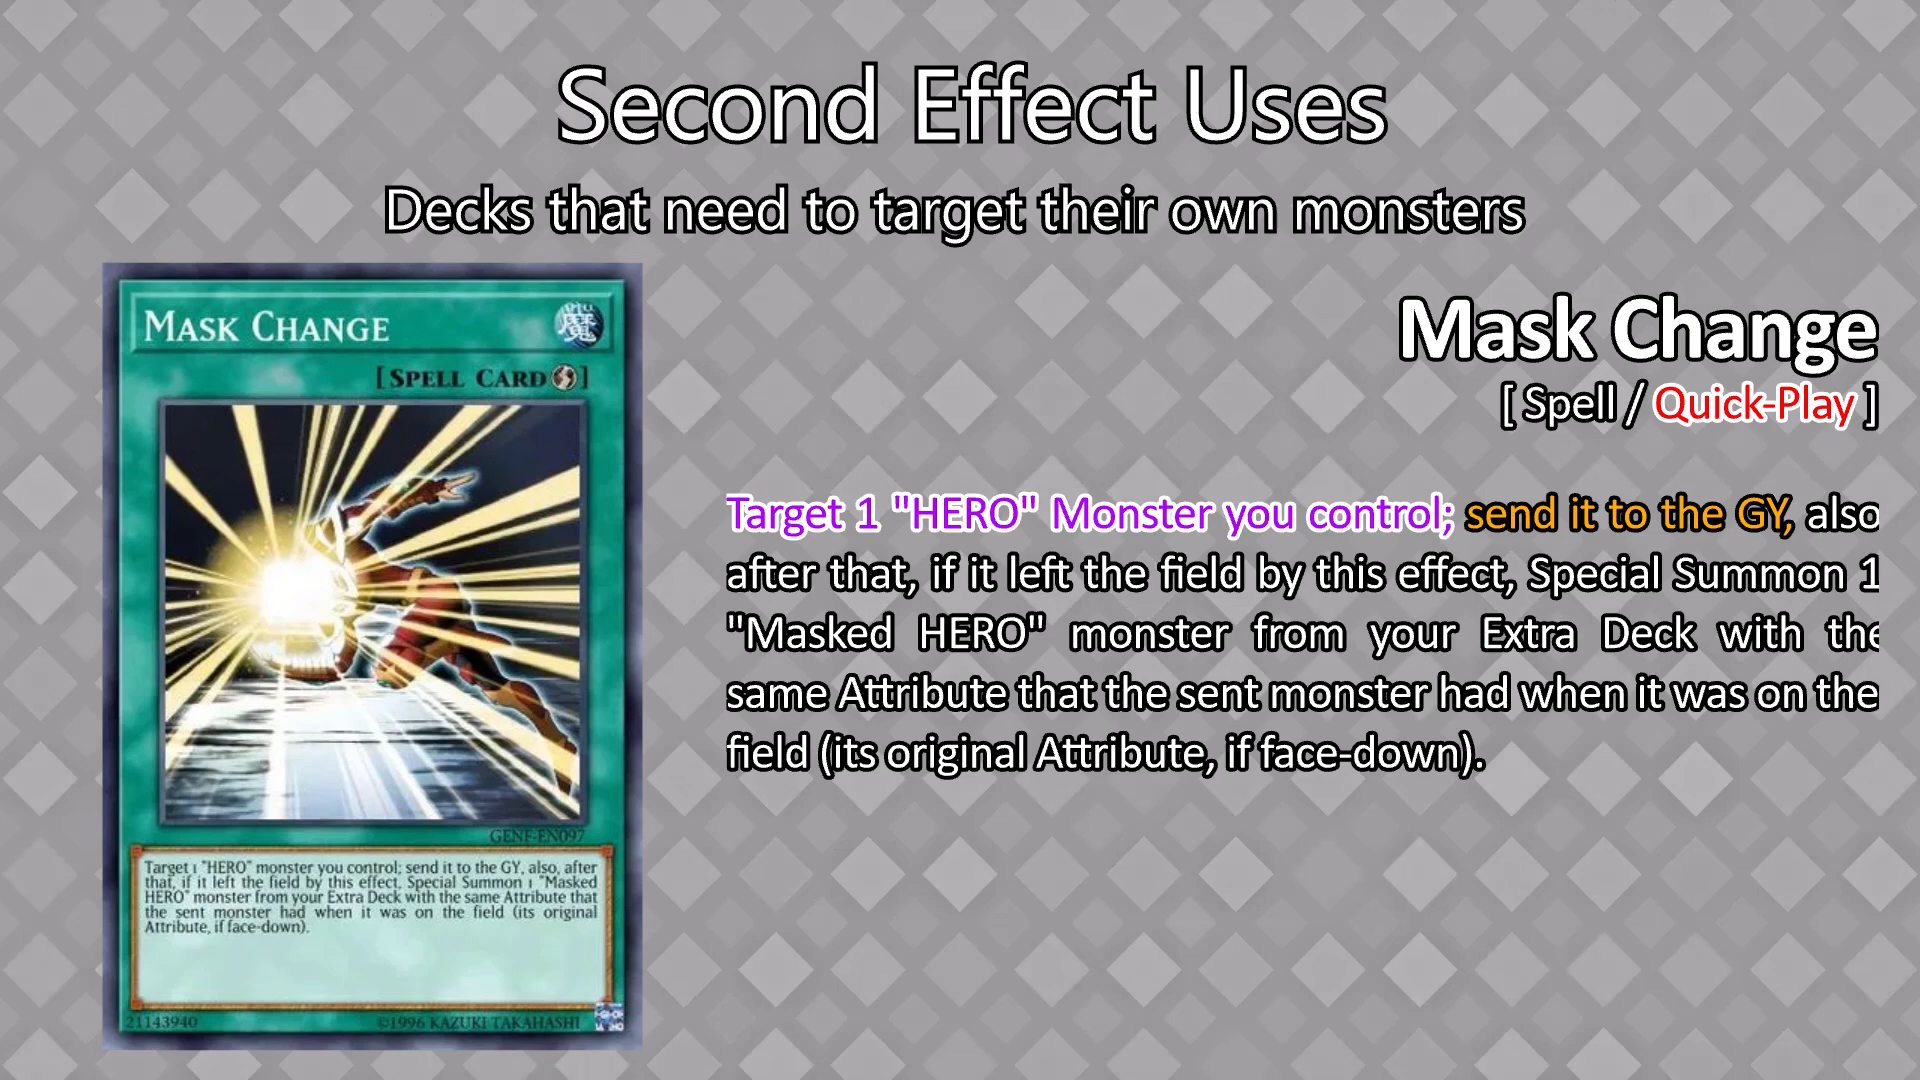 Second Effect Uses
Decks that need to target their own monsters
MASK CHANGE
魔
[SPELL CARD]
GENF-EN097
Target 1 "HERO" monster you control; send it to the GY, also, after
that, if it left the field by this effect, Special Summon 1 "Masked
HERO" monster from your Extra Deck with the same Attribute that
the sent monster had when it was on the field (its original
Attribute, if face-down).
21143940
©1996 KAZUKI TAKAHASHI
Mask Change
[ Spell / Quick-Play ]
Target 1 "HERO" Monster you control; send it to the GY, also
after that, if it left the field by this effect, Special Summon 1
"Masked HERO" monster from your Extra Deck with the
same Attribute that the sent monster had when it was on the
field (its original Attribute, if face-down).